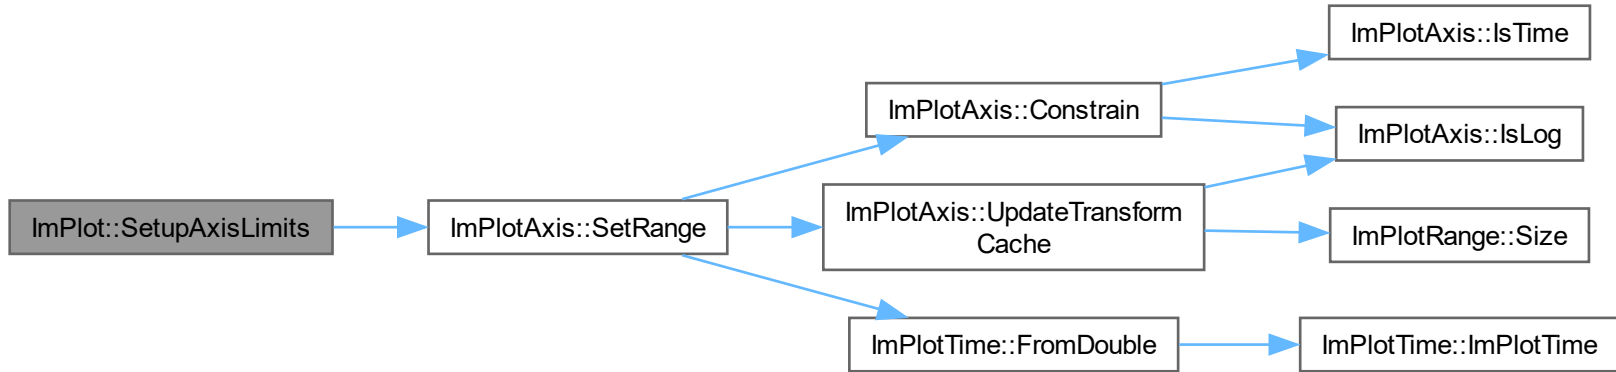 ImPlot::SetupAxisLimits
ImPlotAxis::SetRange
ImPlotAxis::Constrain
ImPlotAxis::UpdateTransform
Cache
ImPlotTime::FromDouble
ImPlotAxis::IsTime
ImPlotAxis::IsLog
ImPlotRange::Size
ImPlotTime::ImPlotTime